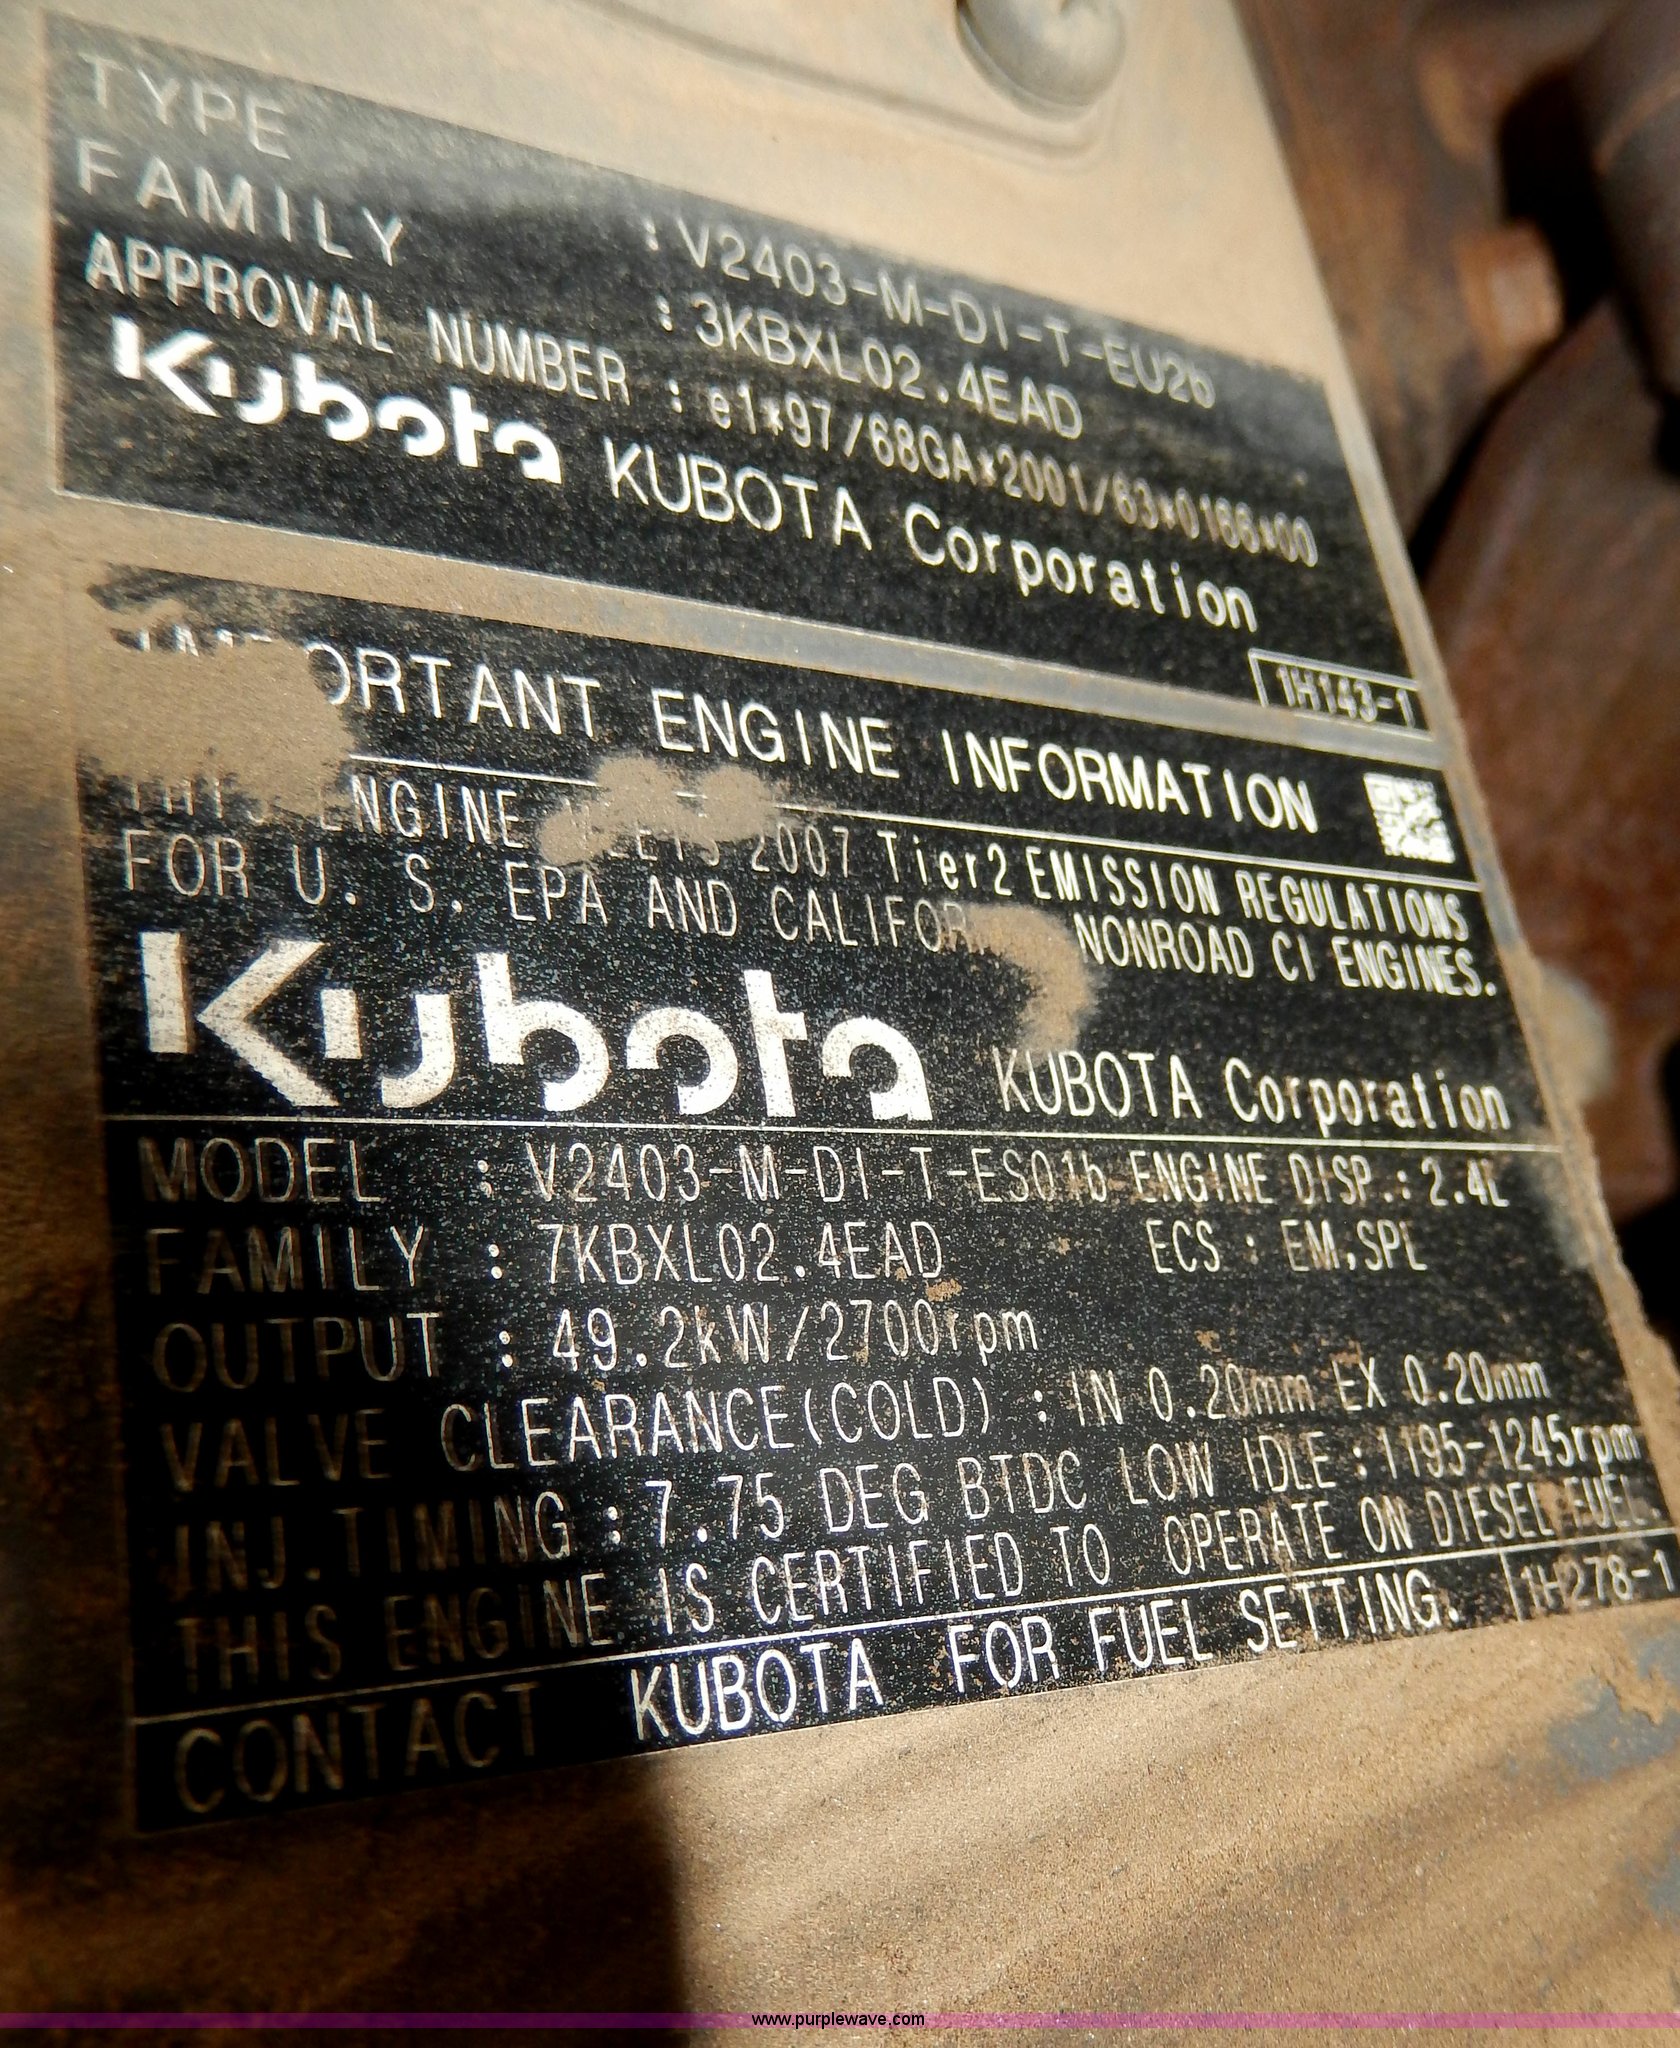 TYPE : V2403-M-DI-T-EU2b
FAMILY : 3KBXL02.4EAD
APPROVAL NUMBER : e1*97/68GA*2001/63*0166*00
Kubota KUBOTA Corporation
1H143-1
ENGINE INFORMATION
ENGINE 2007 Tier2 EMISSION REGULATIONS
FOR U. S. EPA AND NONROAD CI ENGINES.
Kubota KUBOTA Corporation
MODEL : V2403-M-DI-T-ES01b ENGINE DISP.: 2.4L
FAMILY : 7KBXL02.4EAD ECS : EM,SPL
OUTPUT : 49.2kW/2700rpm
VALVE CLEARANCE(COLD) : IN 0.20mm EX 0.20mm
INJ.TIMING : 7.75 DEG BTDC LOW IDLE : 1195-1245rpm
THIS ENGINE IS CERTIFIED TO OPERATE ON DIESEL FUEL.
CONTACT KUBOTA FOR FUEL SETTING. 1H278-1
www.purplewave.com